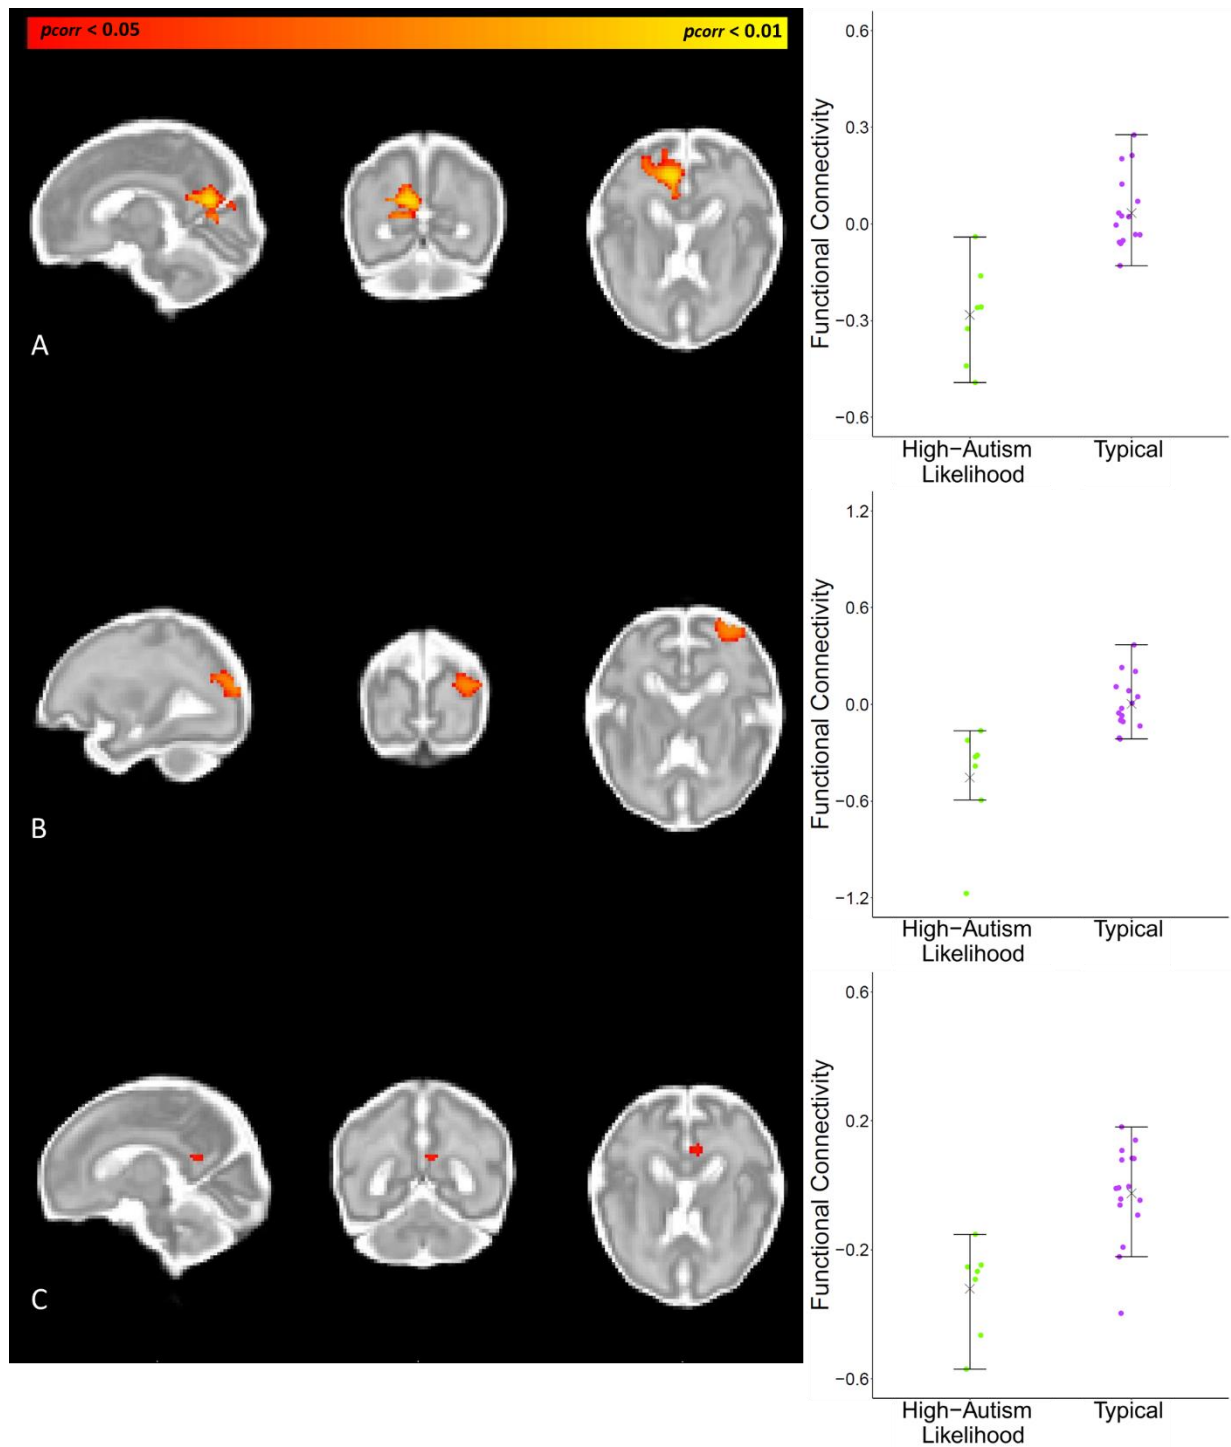 pcorr < 0.05 pcorr < 0.01
A
Functional Connectivity
0.6
0.3
0.0
−0.3
−0.6
High−Autism Likelihood
Typical
B
Functional Connectivity
1.2
0.6
0.0
−0.6
−1.2
High−Autism Likelihood
Typical
C
Functional Connectivity
0.6
0.2
−0.2
−0.6
High−Autism Likelihood
Typical